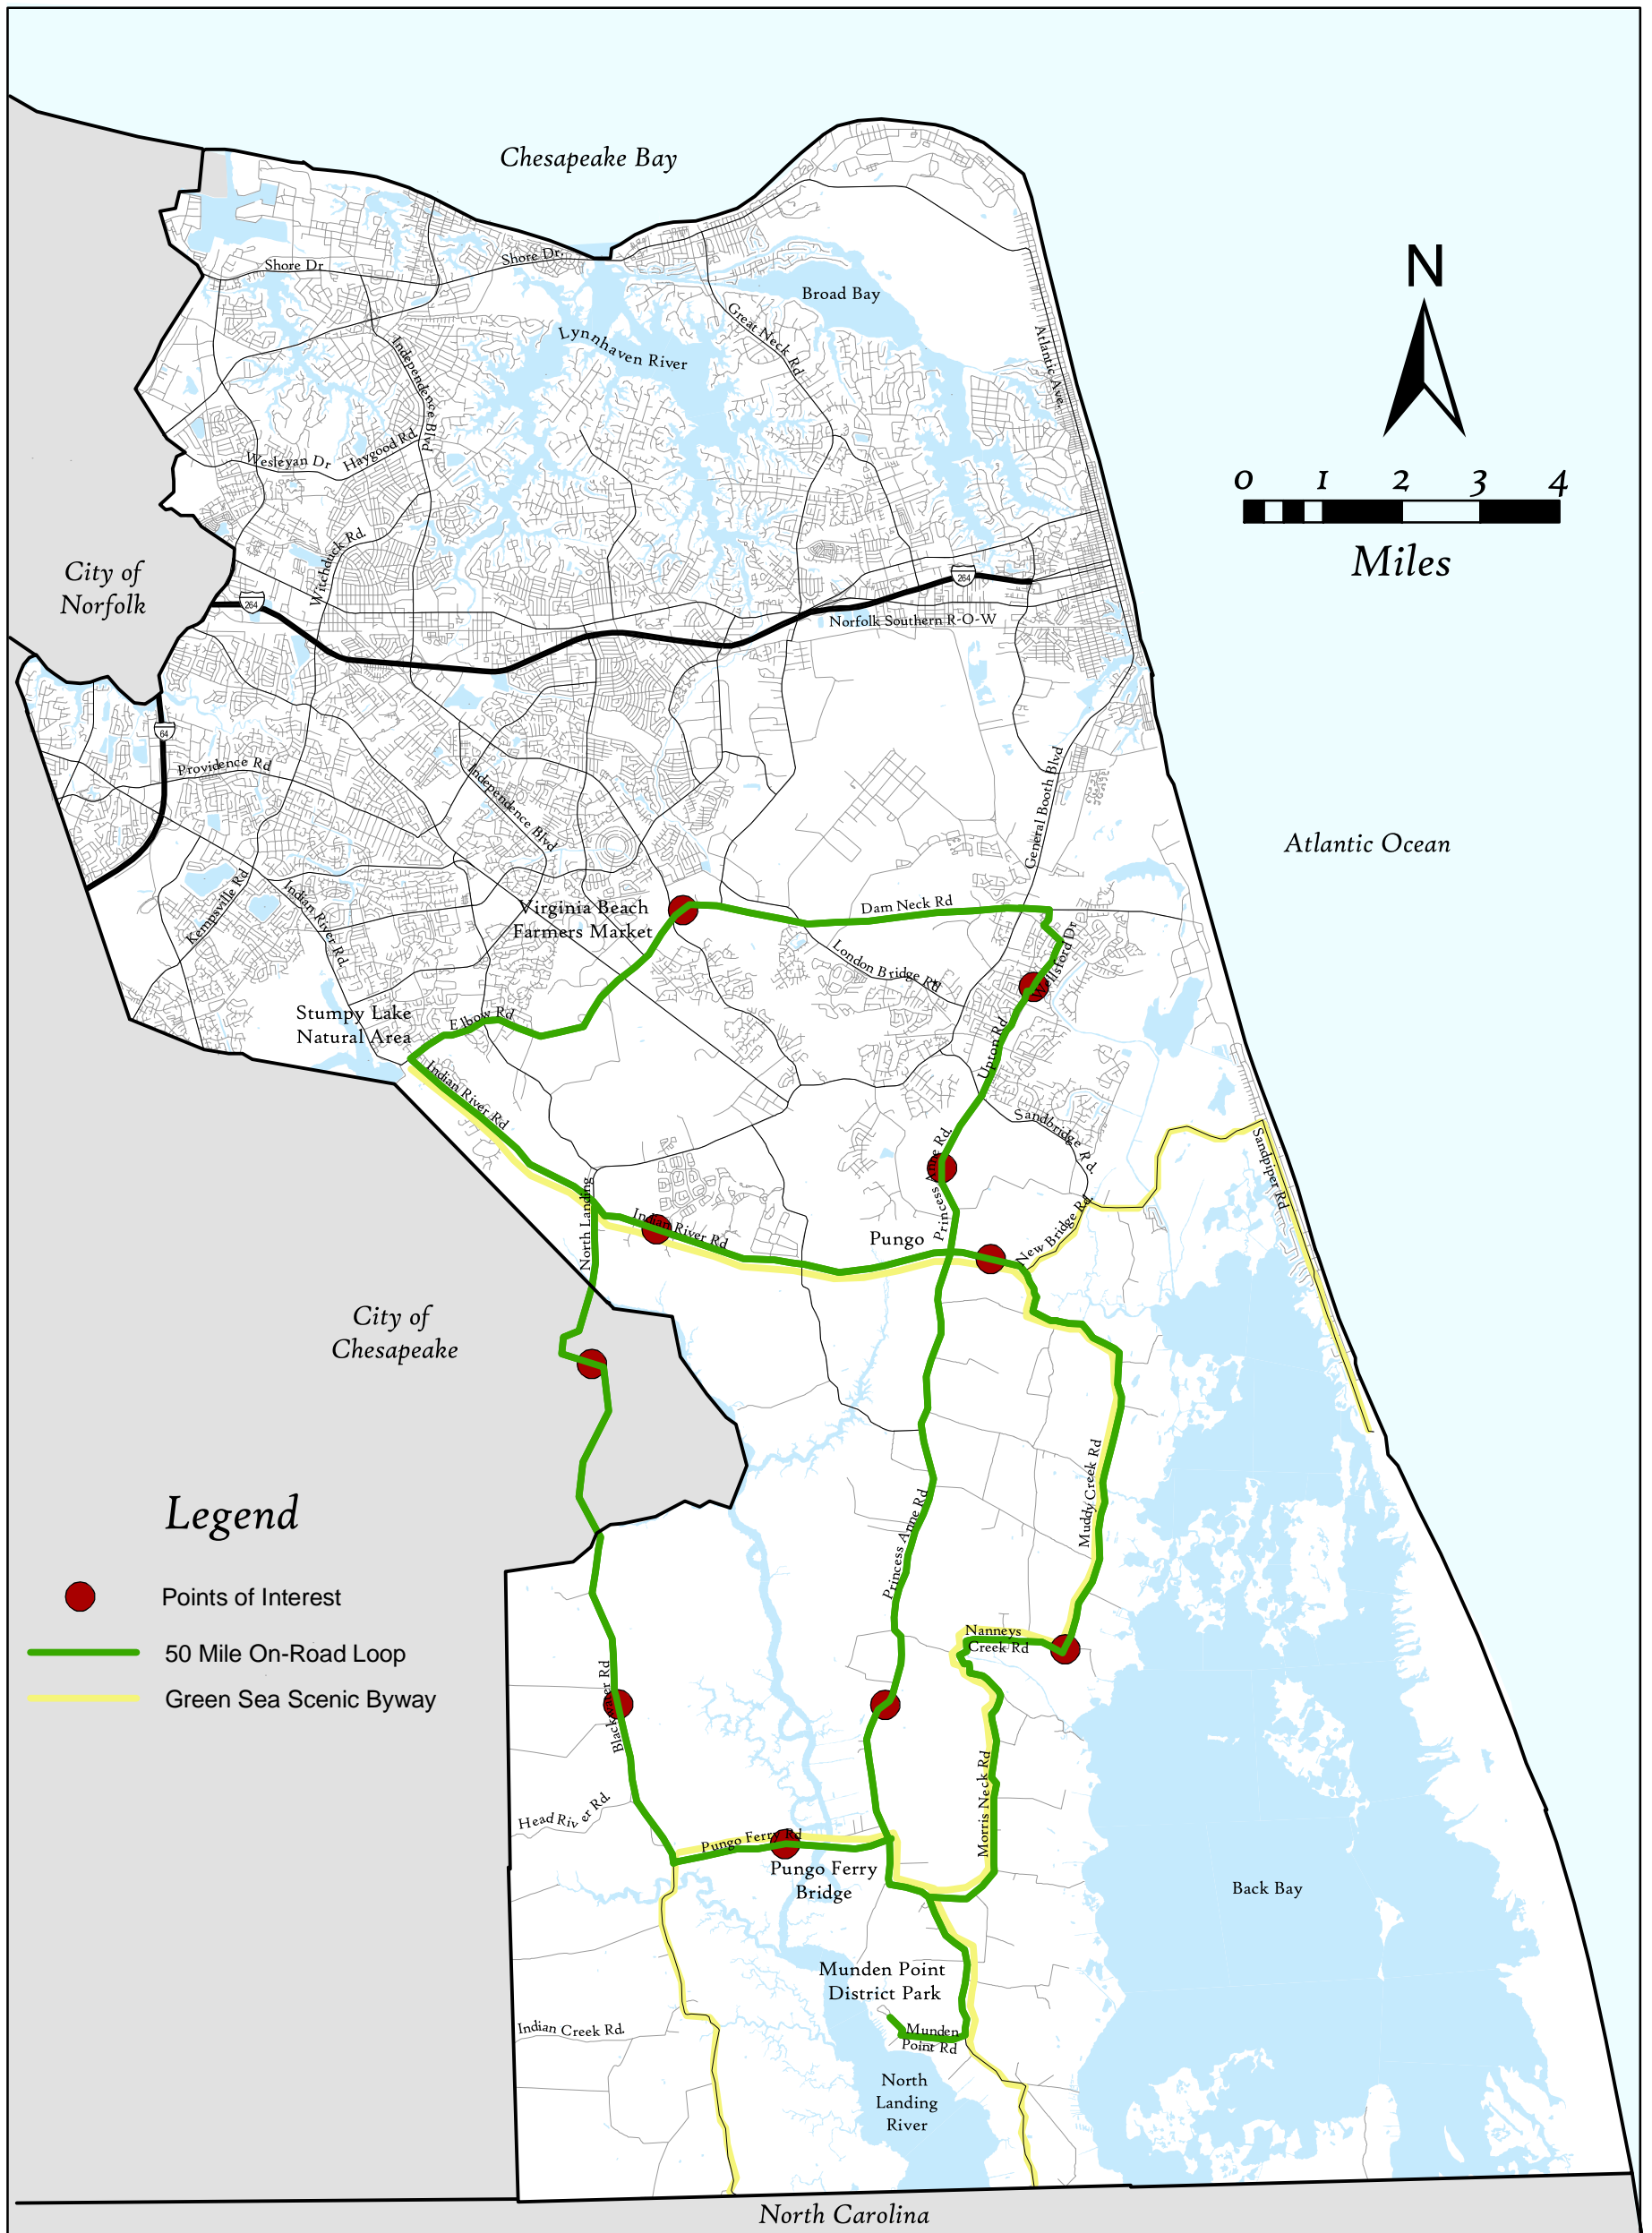 Chesapeake Bay
Shore Dr
Shore Dr.
Broad Bay
N
Great Neck Rd
Lynnhaven River
Atlantic Ave.
Independence Blvd
Wesleyan Dr
Haygood Rd.
0 1 2 3 4
Miles
Witchduck Rd.
City of
Norfolk
264
264
Norfolk Southern R-O-W
64
Providence Rd
Independence Blvd
General Booth Blvd
Atlantic Ocean
Kempsville Rd
Indian River Rd.
Virginia Beach
Farmers Market
Dam Neck Rd
London Bridge Rd
Wellsford Dr
Stumpy Lake
Natural Area
Elbow Rd
Upton Rd
Indian River Rd
Sandbridge Rd.
Sandpiper Rd
Princess Anne Rd.
North Landing
Indian River Rd
Pungo
New Bridge Rd.
City of
Chesapeake
Muddy Creek Rd
Princess Anne Rd
Legend
Points of Interest
50 Mile On-Road Loop
Green Sea Scenic Byway
Nanneys
Creek Rd
Blackwater Rd
Morris Neck Rd
Head River Rd.
Pungo Ferry Rd
Pungo Ferry
Bridge
Back Bay
Munden Point
District Park
Indian Creek Rd.
Munden
Point Rd
North
Landing
River
North Carolina